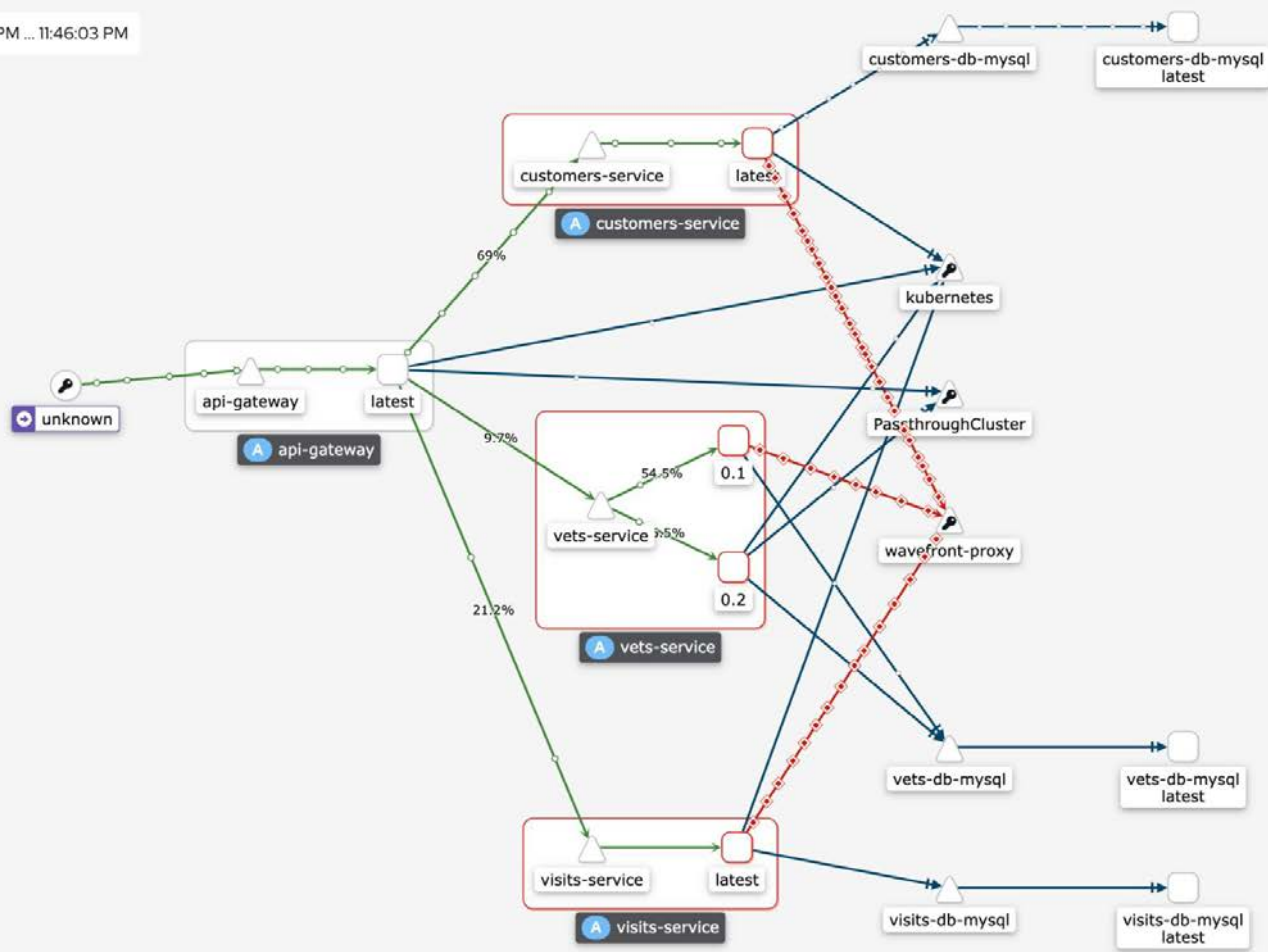 PM ... 11:46:03 PM
customers-db-mysql
customers-db-mysql
latest
customers-service
latest
A customers-service
69%
kubernetes
api-gateway
latest
unknown
A api-gateway
PassthroughCluster
9.7%
54.5%
0.1
vets-service
5.5%
wavefront-proxy
0.2
21.2%
A vets-service
vets-db-mysql
vets-db-mysql
latest
visits-service
latest
A visits-service
visits-db-mysql
visits-db-mysql
latest